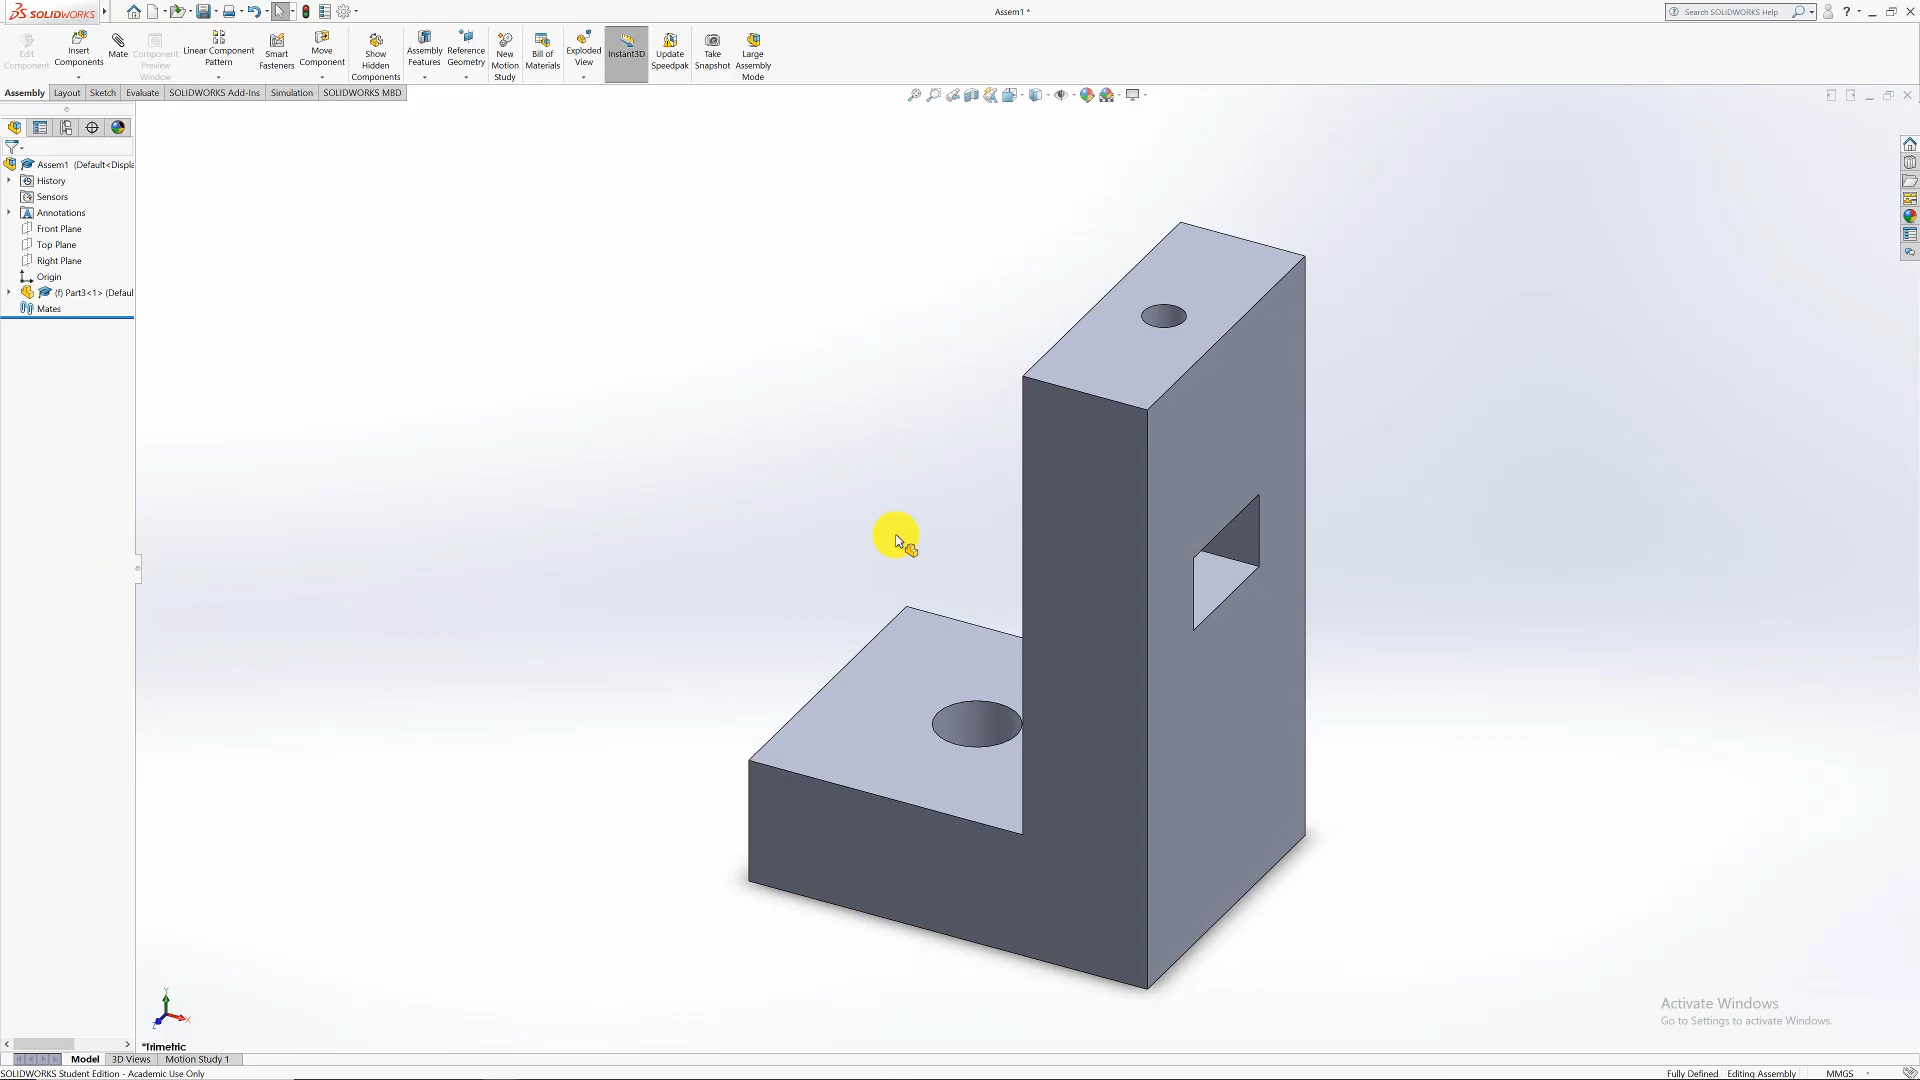 SOLIDWORKS
Assem1 *
Search SOLIDWORKS Help
?
Edit Component
Insert Components
Mate
Component Preview Window
Linear Component Pattern
Smart Fasteners
Move Component
Show Hidden Components
Assembly Features
Reference Geometry
New Motion Study
Bill of Materials
Exploded View
Instant3D
Update Speedpak
Take Snapshot
Large Assembly Mode
Assembly
Layout
Sketch
Evaluate
SOLIDWORKS Add-Ins
Simulation
SOLIDWORKS MBD
Assem1 (Default<Displa
History
Sensors
Annotations
Front Plane
Top Plane
Right Plane
Origin
(f) Part3<1> (Defaul
Mates
Y
X
Z
*Trimetric
Activate Windows
Go to Settings to activate Windows.
Model
3D Views
Motion Study 1
SOLIDWORKS Student Edition - Academic Use Only
Fully Defined
Editing Assembly
MMGS